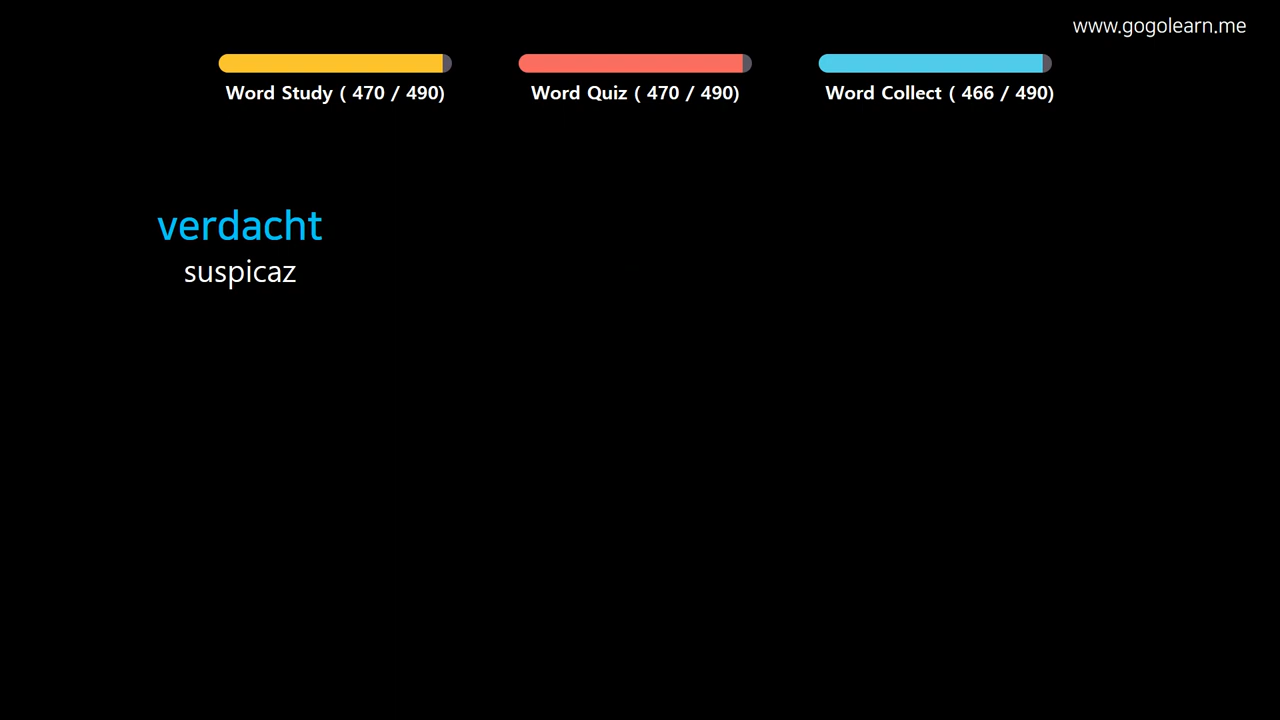 www.gogolearn.me
Word Study ( 470 / 490)
Word Quiz ( 470 / 490)
Word Collect ( 466 / 490)
verdacht
suspicaz